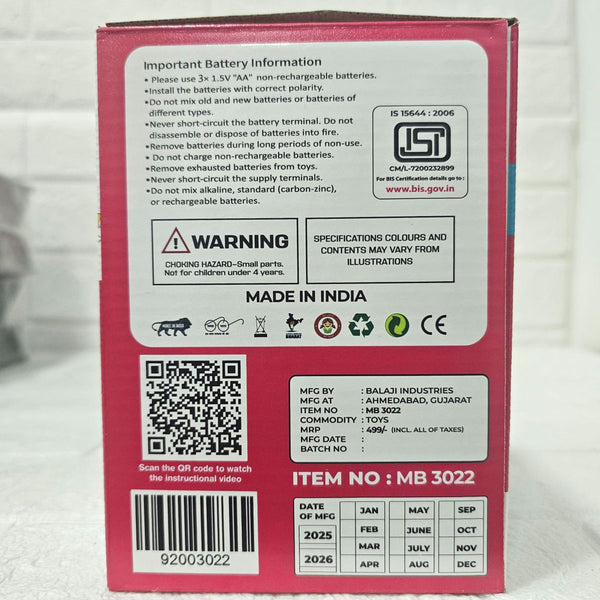 Important Battery Information
• Please use 3× 1.5V "AA" non-rechargeable batteries.
•Install the batteries with correct polarity.
•Do not mix old and new batteries or batteries of
different types.
•Never short-circuit the battery terminal. Do not
disassemble or dispose of batteries into fire.
•Remove batteries during long periods of non-use.
• Do not charge non-rechargeable batteries.
•Remove exhausted batteries from toys.
•Never short-circuit the supply terminals.
•Do not mix alkaline, standard (carbon-zinc),
or rechargeable batteries.
IS 15644 : 2006
ISI
CM/L-7200232899
For BIS Certification details go to :
www.bis.gov.in
WARNING
CHOKING HAZARD–Small parts.
Not for children under 4 years.
SPECIFICATIONS COLOURS AND
CONTENTS MAY VARY FROM
ILLUSTRATIONS
MADE IN INDIA
BHARAT
CE
Scan the QR code to watch
the instructional video
MFG BY : BALAJI INDUSTRIES
MFG AT : AHMEDABAD, GUJARAT
ITEM NO : MB 3022
COMMODITY : TOYS
MRP : 499/- (INCL. ALL OF TAXES)
MFG DATE :
BATCH NO :
ITEM NO : MB 3022
92003022
DATE
OF MFG
2025
2026
JAN MAY SEP
FEB JUNE OCT
MAR JULY NOV
APR AUG DEC